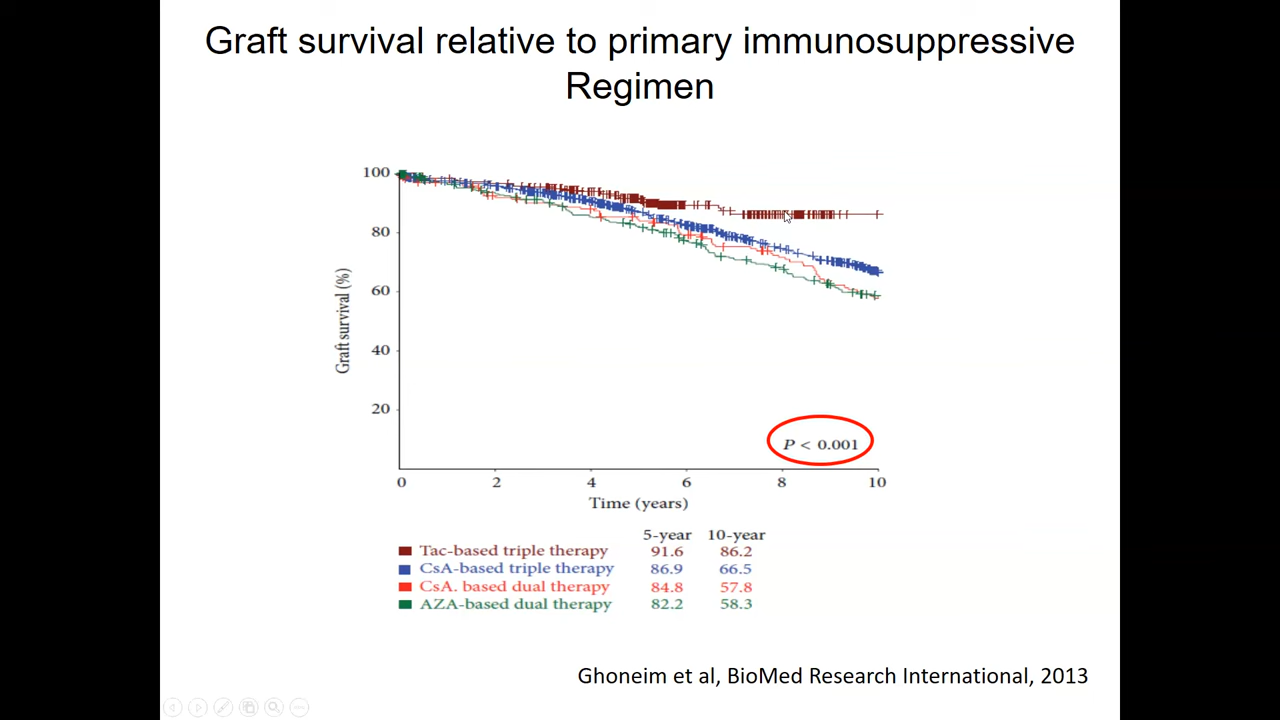 Graft survival relative to primary immunosuppressive
Regimen
100
80
60
40
20
Graft survival (%)
P < 0.001
0 2 4 6 8 10
Time (years)
5-year 10-year
Tac-based triple therapy 91.6 86.2
CsA-based triple therapy 86.9 66.5
CsA. based dual therapy 84.8 57.8
AZA-based dual therapy 82.2 58.3
Ghoneim et al, BioMed Research International, 2013